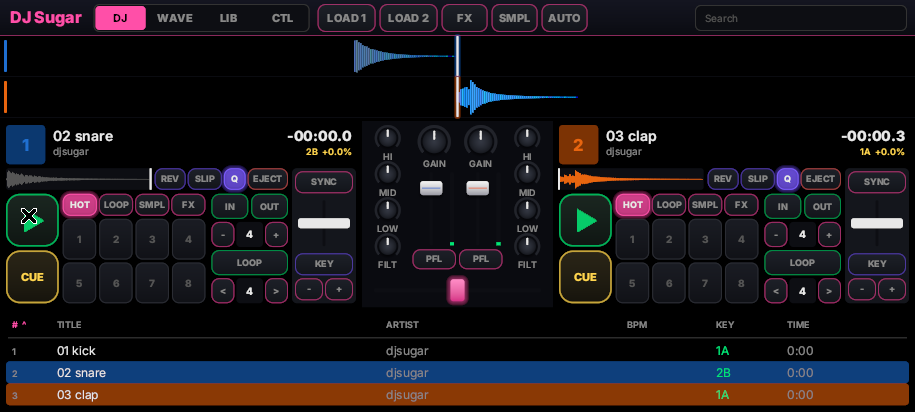 DJ Sugar DJ WAVE LIB CTL LOAD 1 LOAD 2 FX SMPL AUTO Search
1 02 snare -00:00.0
djsugar 2B +0.0%
REV SLIP Q EJECT SYNC
HOT LOOP SMPL FX IN OUT
1 2 3 4 - 4 +
CUE 5 6 7 8 LOOP KEY
< 4 > - +
HI GAIN GAIN HI
MID MID
LOW LOW
FILT PFL PFL FILT
2 03 clap -00:00.3
djsugar 1A +0.0%
REV SLIP Q EJECT SYNC
HOT LOOP SMPL FX IN OUT
1 2 3 4 - 4 +
CUE 5 6 7 8 LOOP KEY
< 4 > - +
# ^ TITLE ARTIST BPM KEY TIME
1 01 kick djsugar 1A 0:00
2 02 snare djsugar 2B 0:00
3 03 clap djsugar 1A 0:00